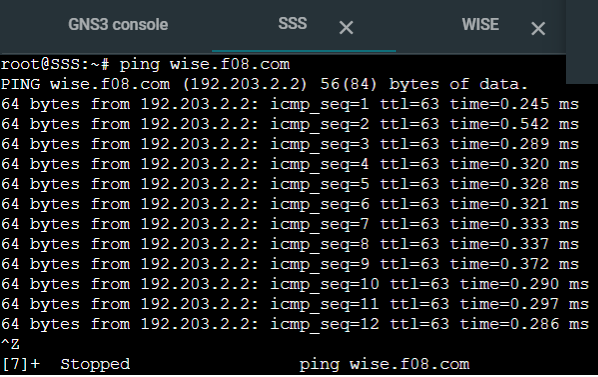 GNS3 console SSS × WISE ×
root@SSS:~# ping wise.f08.com
PING wise.f08.com (192.203.2.2) 56(84) bytes of data.
64 bytes from 192.203.2.2: icmp_seq=1 ttl=63 time=0.245 ms
64 bytes from 192.203.2.2: icmp_seq=2 ttl=63 time=0.542 ms
64 bytes from 192.203.2.2: icmp_seq=3 ttl=63 time=0.289 ms
64 bytes from 192.203.2.2: icmp_seq=4 ttl=63 time=0.320 ms
64 bytes from 192.203.2.2: icmp_seq=5 ttl=63 time=0.328 ms
64 bytes from 192.203.2.2: icmp_seq=6 ttl=63 time=0.321 ms
64 bytes from 192.203.2.2: icmp_seq=7 ttl=63 time=0.333 ms
64 bytes from 192.203.2.2: icmp_seq=8 ttl=63 time=0.337 ms
64 bytes from 192.203.2.2: icmp_seq=9 ttl=63 time=0.372 ms
64 bytes from 192.203.2.2: icmp_seq=10 ttl=63 time=0.290 ms
64 bytes from 192.203.2.2: icmp_seq=11 ttl=63 time=0.297 ms
64 bytes from 192.203.2.2: icmp_seq=12 ttl=63 time=0.286 ms
^Z
[7]+  Stopped                 ping wise.f08.com